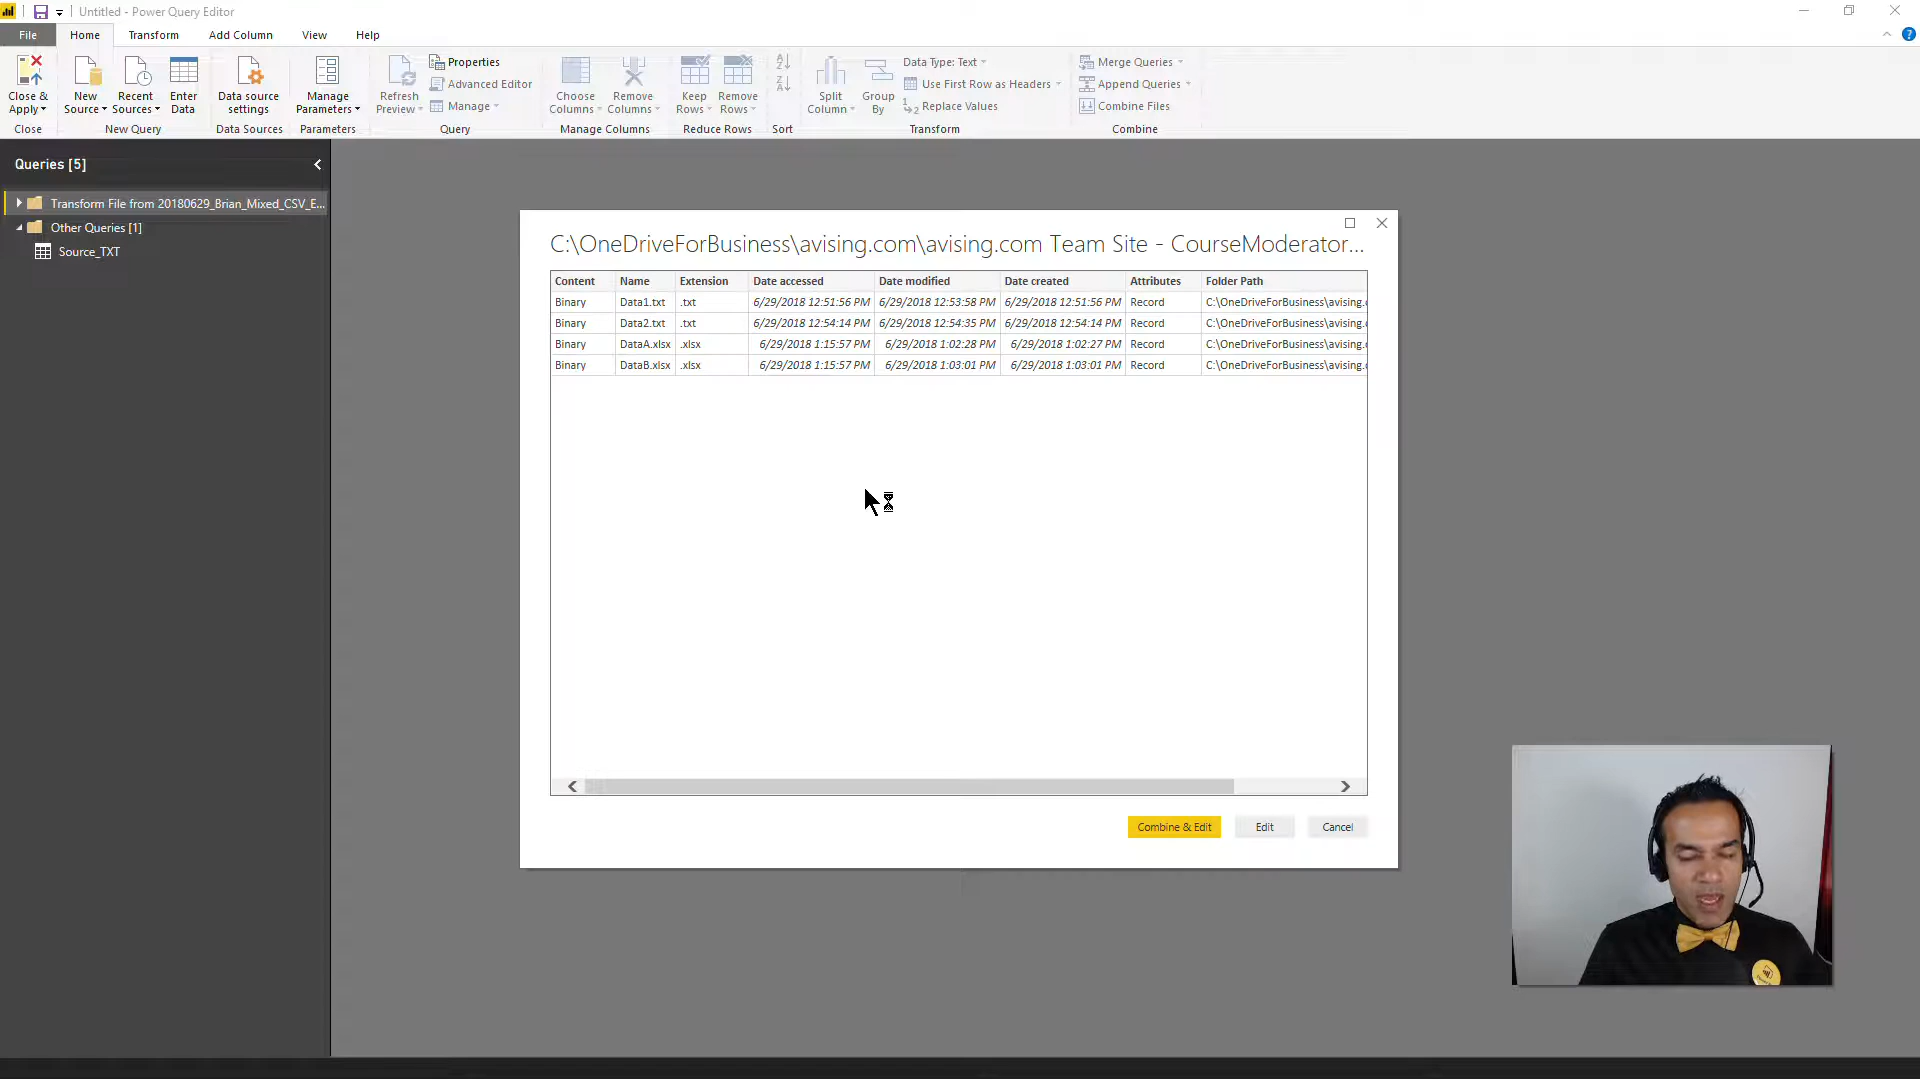 Untitled - Power Query Editor
File Home Transform Add Column View Help
Close & Apply
New Source
Recent Sources
Enter Data
Data source settings
Manage Parameters
Refresh Preview
Properties
Advanced Editor
Manage
Choose Columns
Remove Columns
Keep Rows
Remove Rows
Split Column
Group By
Data Type: Text
Use First Row as Headers
Replace Values
Merge Queries
Append Queries
Combine Files
Close New Query Data Sources Parameters Query Manage Columns Reduce Rows Sort Transform Combine
Queries [5]
Transform File from 20180629_Brian_Mixed_CSV_E...
Other Queries [1]
Source_TXT
C:\OneDriveForBusiness\avising.com\avising.com Team Site - CourseModerator...
Content Name Extension Date accessed Date modified Date created Attributes Folder Path
Binary Data1.txt .txt 6/29/2018 12:51:56 PM 6/29/2018 12:53:58 PM 6/29/2018 12:51:56 PM Record C:\OneDriveForBusiness\avising.
Binary Data2.txt .txt 6/29/2018 12:54:14 PM 6/29/2018 12:54:35 PM 6/29/2018 12:54:14 PM Record C:\OneDriveForBusiness\avising.
Binary DataA.xlsx .xlsx 6/29/2018 1:15:57 PM 6/29/2018 1:02:28 PM 6/29/2018 1:02:27 PM Record C:\OneDriveForBusiness\avising.
Binary DataB.xlsx .xlsx 6/29/2018 1:15:57 PM 6/29/2018 1:03:01 PM 6/29/2018 1:03:01 PM Record C:\OneDriveForBusiness\avising.
Combine & Edit Edit Cancel